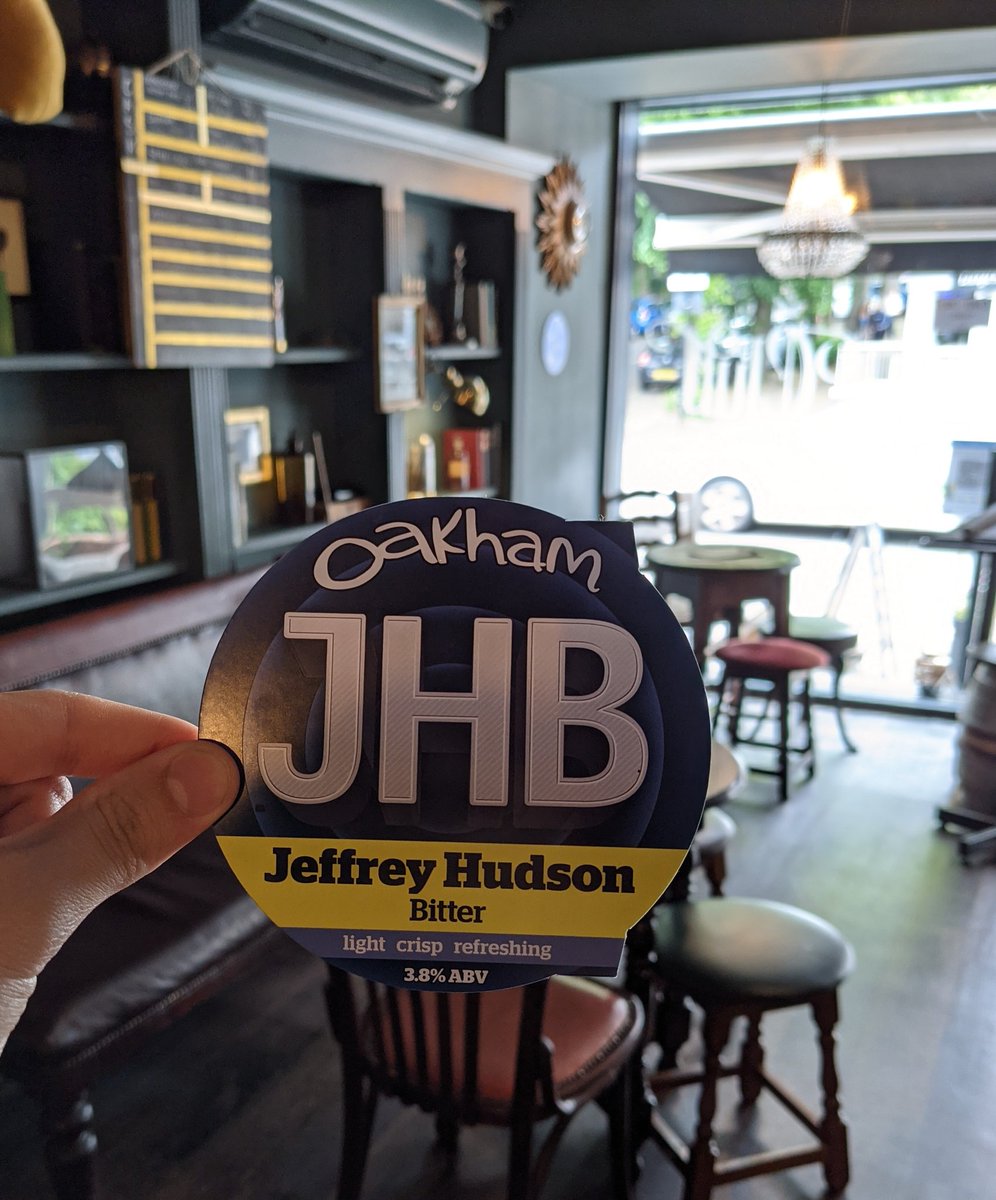 Oakham
JHB
Jeffrey Hudson
Bitter
light crisp refreshing
3.8% ABV